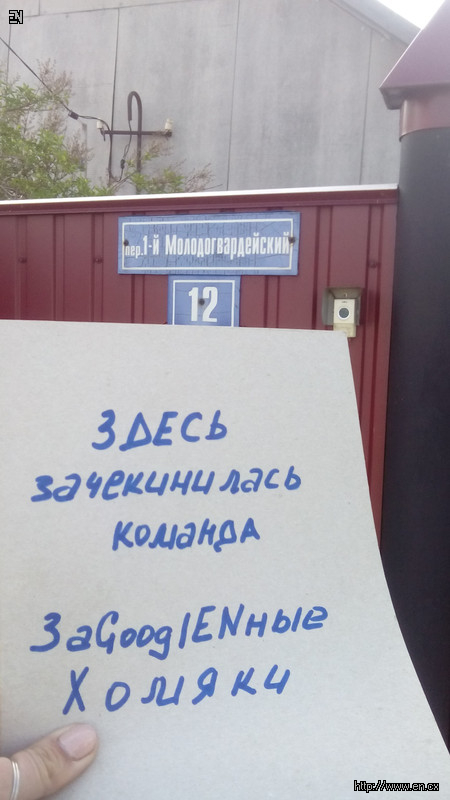 EN
пер.1-й Молодогвардейский
12
ЗДЕСЬ
зачекинилась
команда
ЗаGooglENные
Хомяки
http://www.en.cx